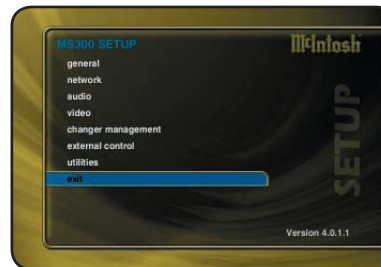 MS300 SETUP
McIntosh
general
network
audio
video
changer management
external control
utilities
exit
SETUP
Version 4.0.1.1